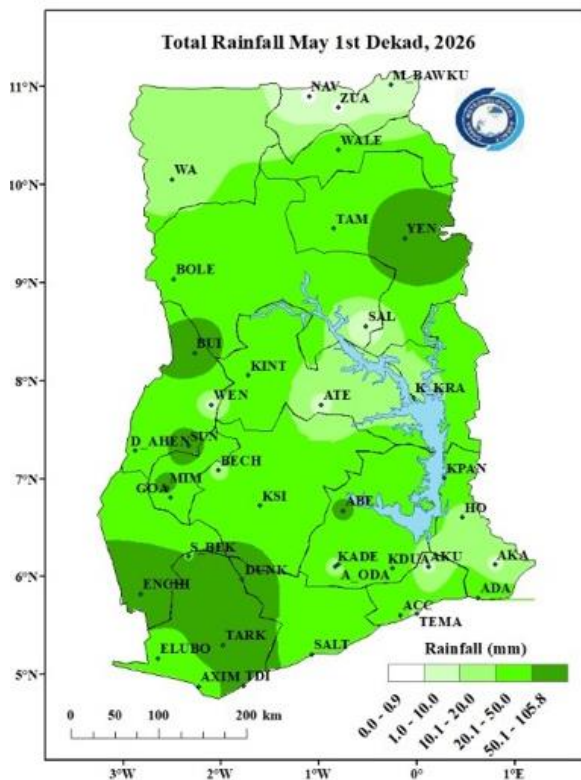 Total Rainfall May 1st Dekad, 2026
M_BAWKU
11°N
NAV
ZUA
WALE
WA
10°N
TAM
YEN
BOLE
9°N
SAL
BUI
KINT
8°N
WEN
ATE
K_KRA
D_AHEN
SUN
BECH
7°N
MIM
GOA
KPAN
KSI
ABE
HO
S_BEK
KADE
KDUA
AKU
AKA
DUNK
A_ODA
6°N
ENCHI
ADA
ACC
TEMA
TARK
ELUBO
SALT
Rainfall (mm)
5°N
AXIM
TDI
0.0 - 0.9
1.0 - 10.0
10.1 - 20.0
20.1 - 50.0
50.1 - 105.8
0 50 100 200 km
3°W 2°W 1°W 0° 1°E